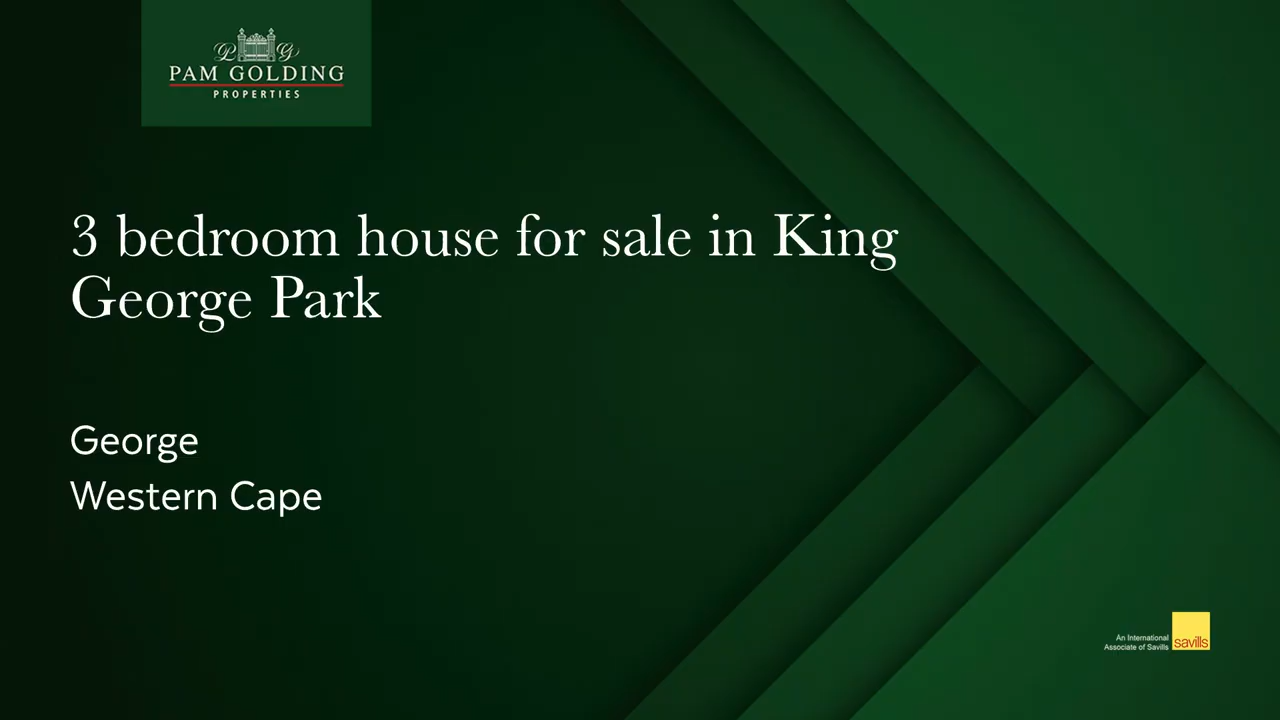 PAM GOLDING
PROPERTIES
3 bedroom house for sale in King
George Park
George
Western Cape
An International
Associate of Savills
savills